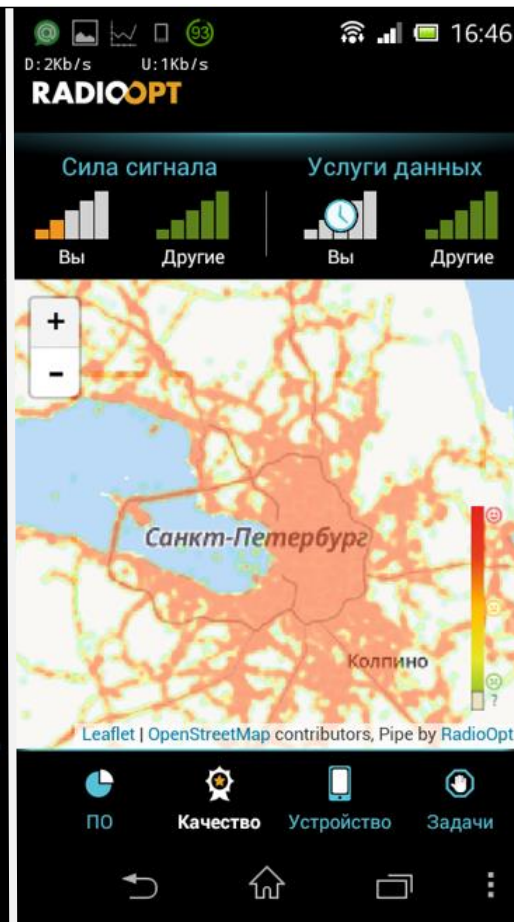 93
16:46
D:2Kb/s U:1Kb/s
RADIOOPT
Сила сигнала Услуги данных
Вы Другие Вы Другие
+
-
Санкт-Петербург
Колпино
?
Leaflet | OpenStreetMap contributors, Pipe by RadioOpt
ПО Качество Устройство Задачи